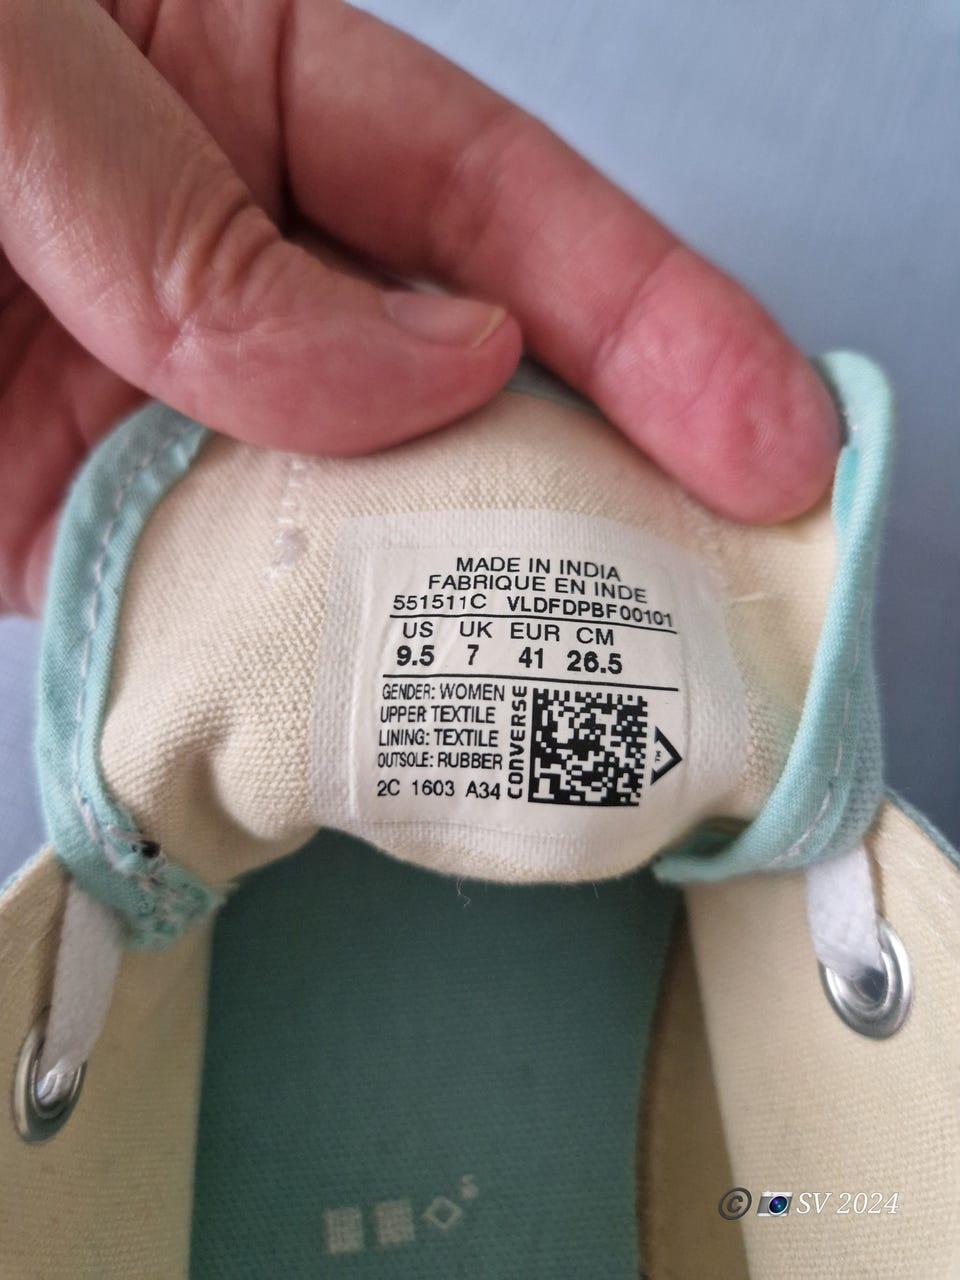 MADE IN INDIA
FABRIQUE EN INDE
551511C VLDFDPBF00101
US UK EUR CM
9.5 7 41 26.5
GENDER: WOMEN
UPPER TEXTILE
LINING: TEXTILE
OUTSOLE: RUBBER
2C 1603 A34
CONVERSE
TM
© SV 2024